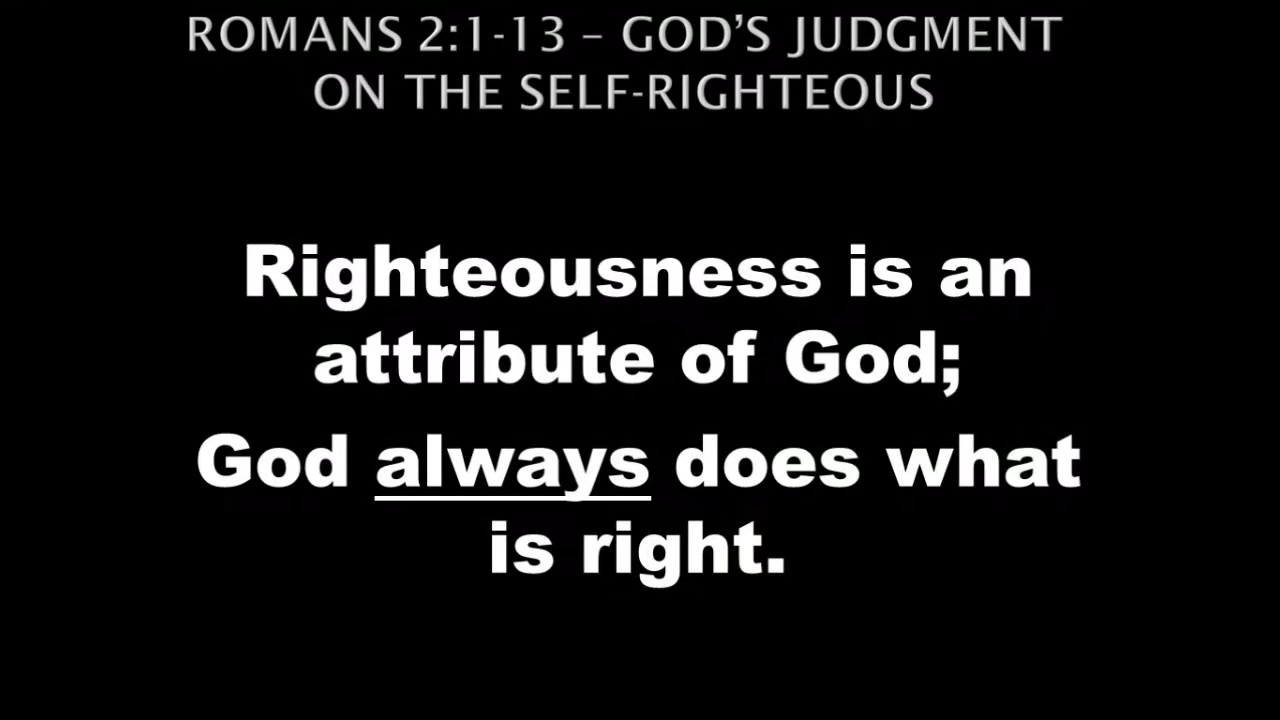 ROMANS 2:1-13 – GOD’S JUDGMENT
ON THE SELF-RIGHTEOUS
Righteousness is an
attribute of God;
God always does what
is right.